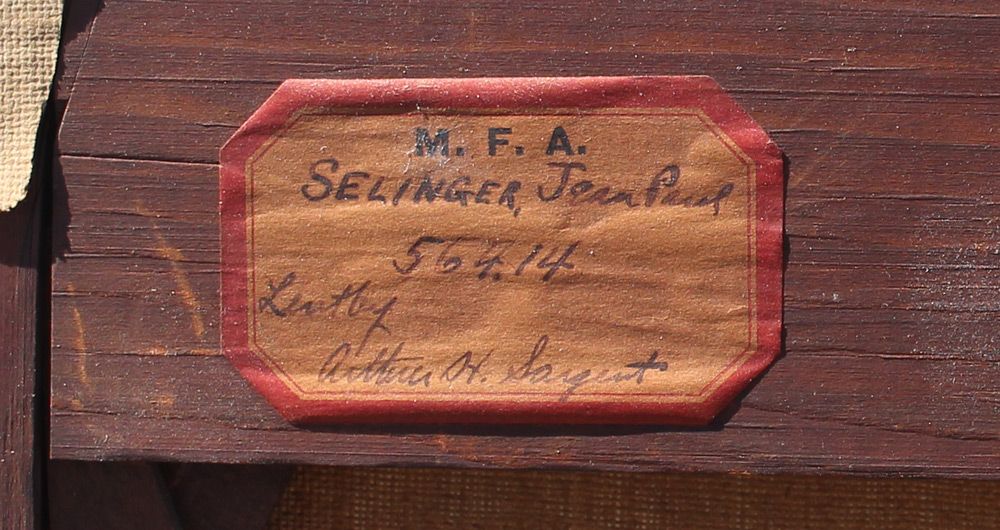 M. F. A.
SELINGER, Jean Paul
564.14
Lent by
Arthur H. Sargent